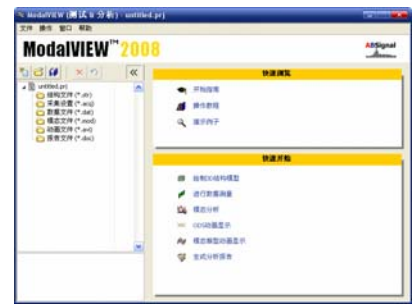 ModalVIEW (测试 & 分析) - untitled.prj
文件 操作 窗口 帮助
ModalVIEW™ 2008
ABSignal
untitled.prj
结构文件 (*.str)
采集设置 (*.acq)
数据文件 (*.dat)
模态文件 (*.mod)
动画文件 (*.avi)
报告文件 (*.doc)
快速浏览
开始指南
操作教程
演示例子
快速开始
绘制3D结构模型
进行数据测量
模态分析
ODS动画显示
模态振型动画显示
生成分析报告